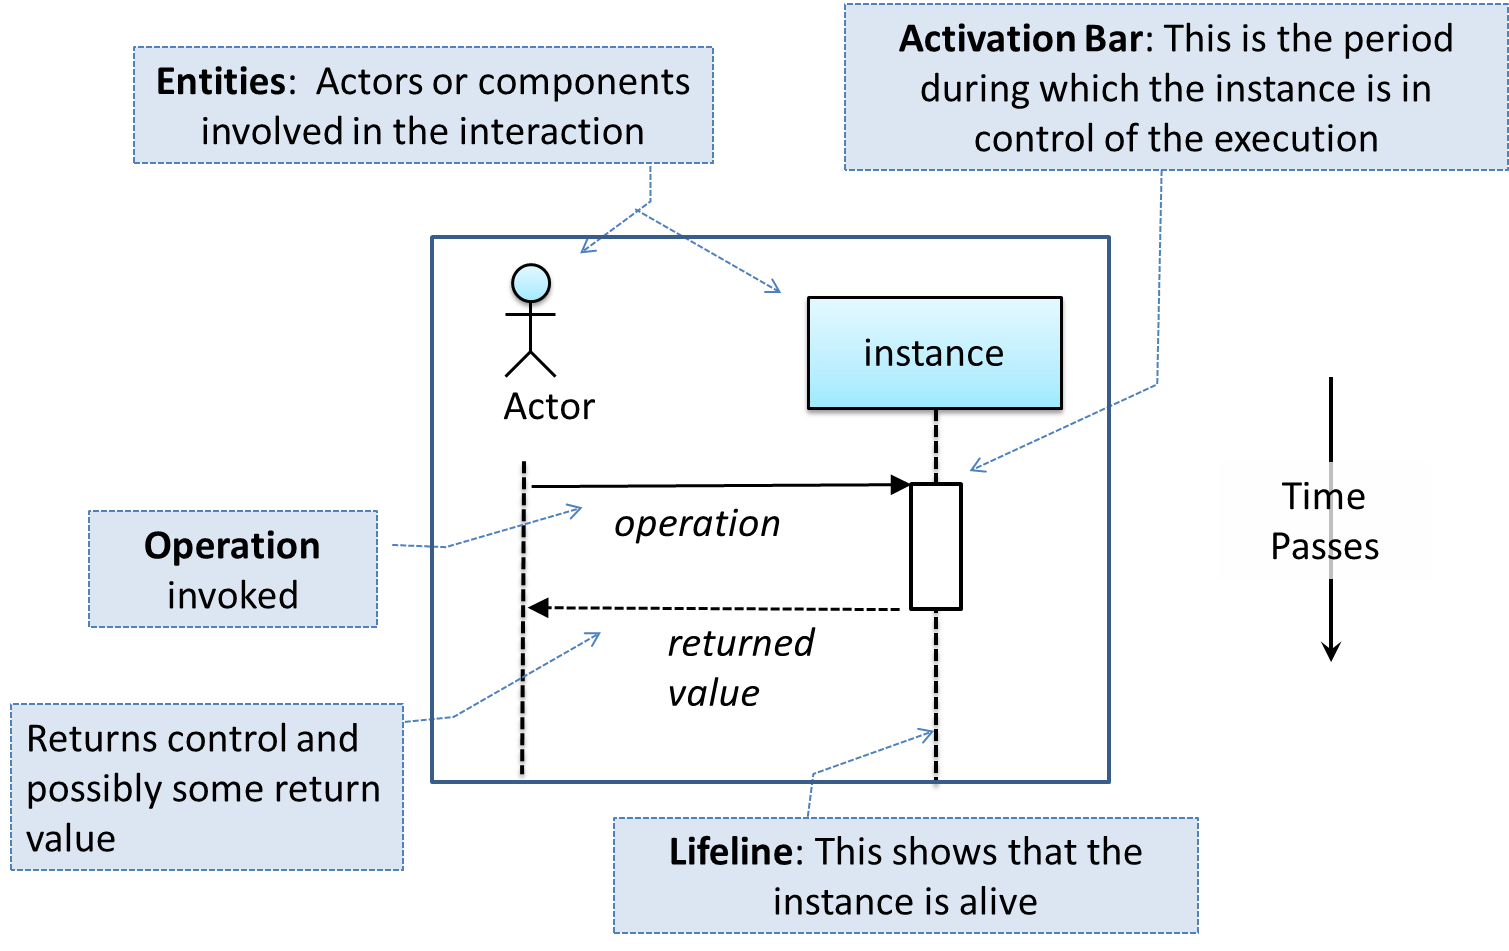 Entities:  Actors or components
involved in the interaction
Activation Bar: This is the period
during which the instance is in
control of the execution
instance
Actor
operation
Operation
invoked
Time
Passes
returned
value
Returns control and
possibly some return
value
Lifeline: This shows that the
instance is alive